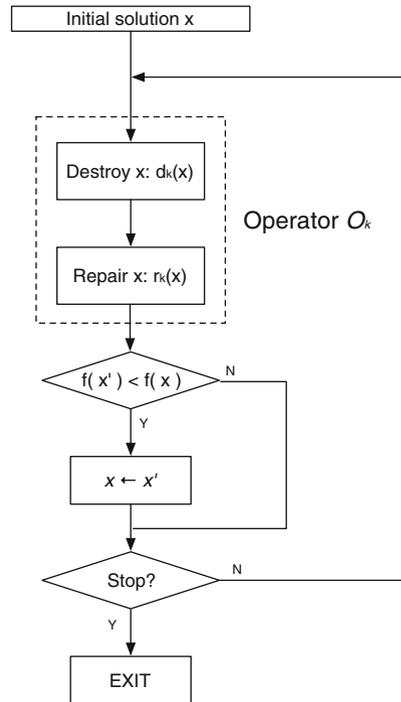 Initial solution x
Destroy x: dₖ(x)
Operator Oₖ
Repair x: rₖ(x)
f( x' ) < f( x )
N
Y
x ← x'
Stop?
N
Y
EXIT